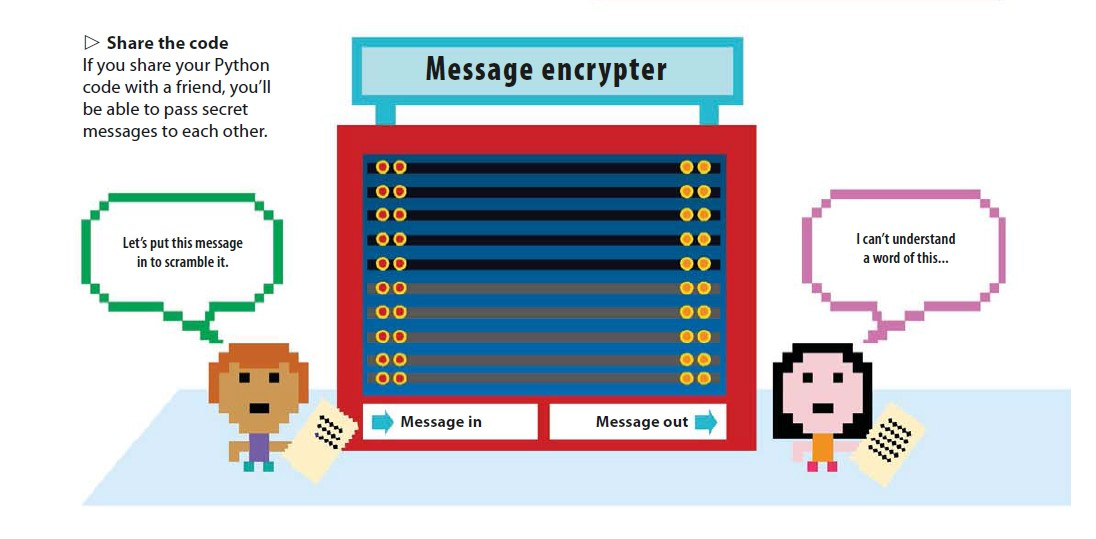 ▷ Share the code
If you share your Python
code with a friend, you’ll
be able to pass secret
messages to each other.
Message encrypter
Let’s put this message
in to scramble it.
I can’t understand
a word of this...
Message in
Message out